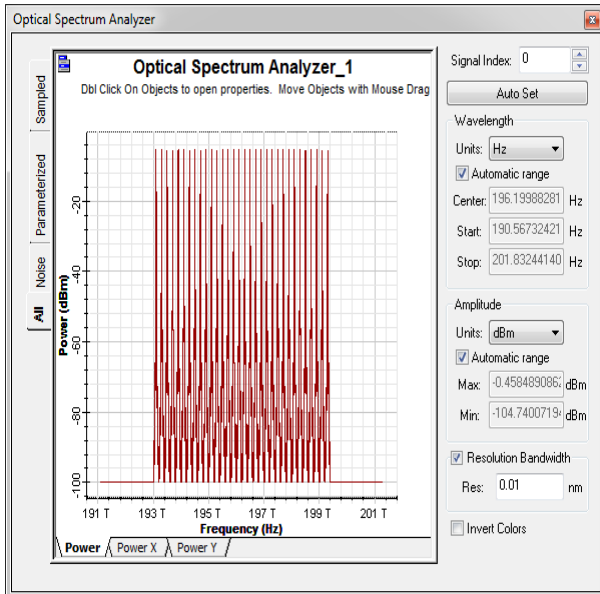 Optical Spectrum Analyzer
Optical Spectrum Analyzer_1
Dbl Click On Objects to open properties. Move Objects with Mouse Drag
Sampled
Parameterized
Noise
All
Power (dBm)
-20
-40
-60
-80
-100
191 T 193 T 195 T 196 T 197 T 199 T 201 T
Frequency (Hz)
Power Power X Power Y
Signal Index: 0
Auto Set
Wavelength
Units: Hz
Automatic range
Center: 196.19988281 Hz
Start: 190.56732421 Hz
Stop: 201.83244140 Hz
Amplitude
Units: dBm
Automatic range
Max: -0.4584890862 dBm
Min: -104.7400719 dBm
Resolution Bandwidth
Res: 0.01 nm
Invert Colors